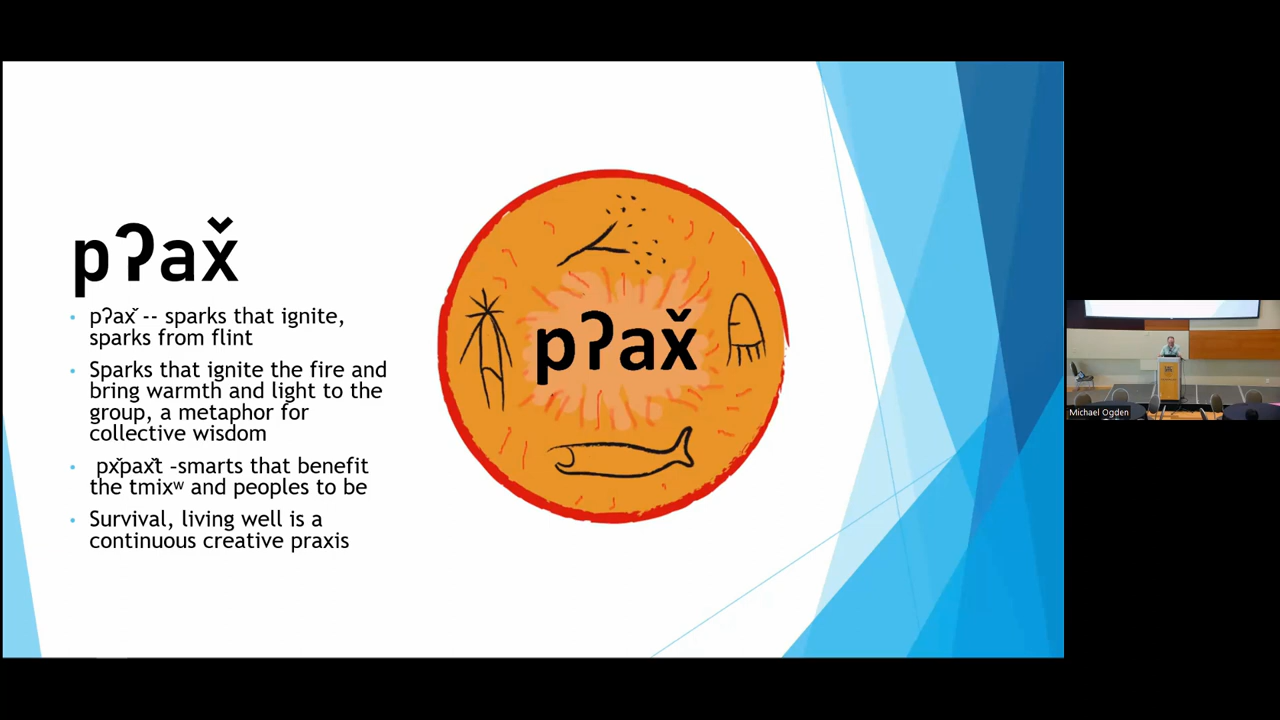 pʔax̌
pʔax̌ -- sparks that ignite,
sparks from flint
Sparks that ignite the fire and
bring warmth and light to the
group, a metaphor for
collective wisdom
px̌pax̌t -smarts that benefit
the tmixʷ and peoples to be
Survival, living well is a
continuous creative praxis
pʔax̌
Michael Ogden